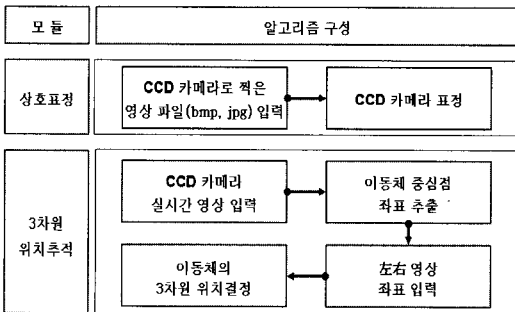 모 듈
알고리즘 구성
상호표정
CCD 카메라로 찍은
영상 파일(bmp, jpg) 입력
CCD 카메라 표정
3차원
위치추적
CCD 카메라
실시간 영상 입력
이동체 중심점
좌표 추출
左右 영상
좌표 입력
이동체의
3차원 위치결정